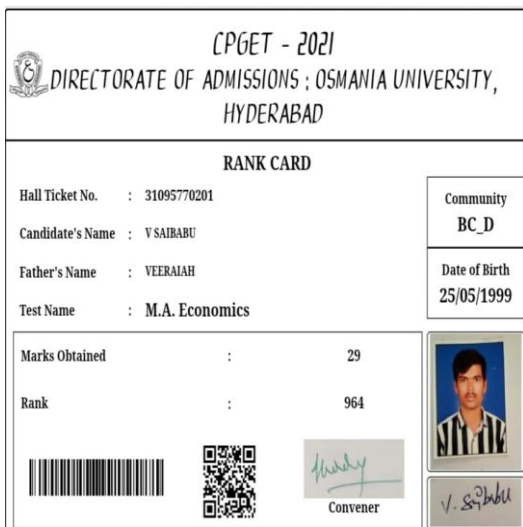 CPGET - 2021
DIRECTORATE OF ADMISSIONS : OSMANIA UNIVERSITY,
HYDERABAD
RANK CARD
Hall Ticket No. : 31095770201
Candidate's Name : V SAIBABU
Father's Name : VEERAIAH
Test Name : M.A. Economics
Community
BC_D
Date of Birth
25/05/1999
Marks Obtained : 29
Rank : 964
Convener
V. Saibabu